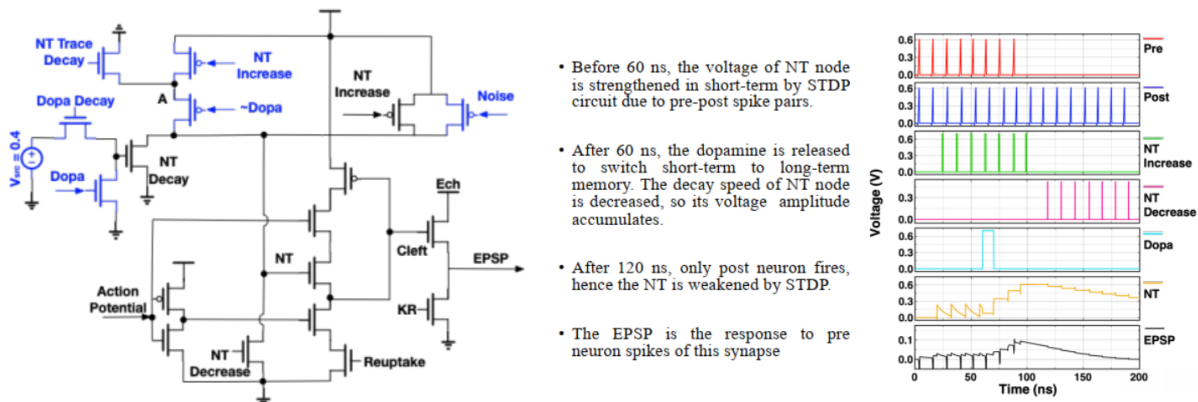 NT Trace
Decay
NT
Increase
Dopa Decay
A
~Dopa
NT
Increase
Noise
Vsrc = 0.4
Dopa
NT
Decay
Ech
Cleft
EPSP
NT
Action
Potential
KR
NT
Decrease
Reuptake
• Before 60 ns, the voltage of NT node
is strengthened in short-term by STDP
circuit due to pre-post spike pairs.
• After 60 ns, the dopamine is released
to switch short-term to long-term
memory. The decay speed of NT node
is decreased, so its voltage amplitude
accumulates.
• After 120 ns, only post neuron fires,
hence the NT is weakened by STDP.
• The EPSP is the response to pre
neuron spikes of this synapse
Voltage (V)
0.6
0.3
0.0
Pre
0.6
0.3
0.0
Post
0.6
0.3
0.0
NT
Increase
0.3
0.0
NT
Decrease
0.6
0.3
0.0
Dopa
0.6
0.3
0.0
NT
0.1
0.0
EPSP
0 50 100 150 200
Time (ns)